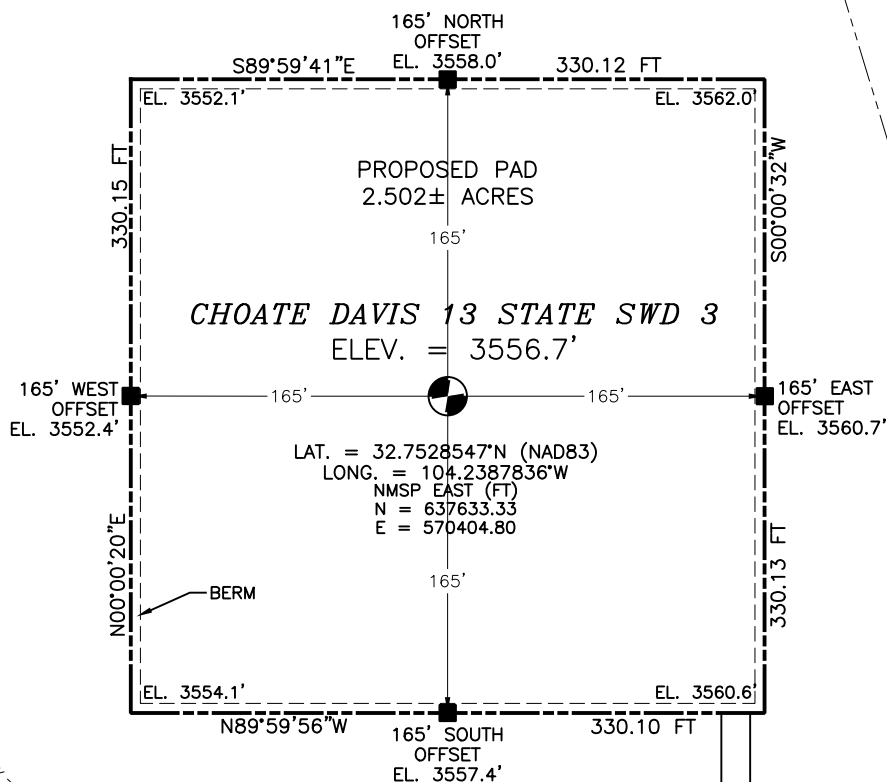 165' NORTH
OFFSET
EL. 3558.0'
S89°59'41"E
330.12 FT
EL. 3552.1'
EL. 3562.0'
330.15 FT
S00°00'32"W
PROPOSED PAD
2.502± ACRES
165'
CHOATE DAVIS 13 STATE SWD 3
ELEV. = 3556.7'
165' WEST
OFFSET
EL. 3552.4'
165'
165'
165' EAST
OFFSET
EL. 3560.7'
LAT. = 32.7528547°N (NAD83)
LONG. = 104.2387836°W
NMSP EAST (FT)
N = 637633.33
E = 570404.80
N00°00'20"E
330.13 FT
165'
BERM
EL. 3554.1'
EL. 3560.6'
N89°59'56"W
330.10 FT
165' SOUTH
OFFSET
EL. 3557.4'